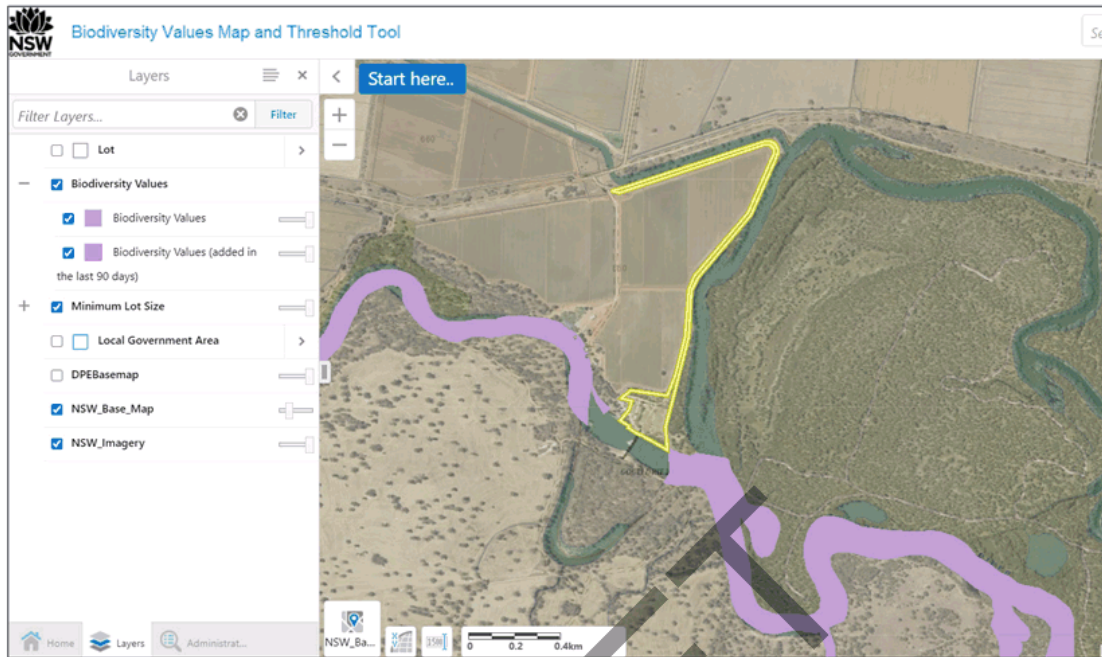 NSW
GOVERNMENT
Biodiversity Values Map and Threshold Tool
Se
Layers
Start here..
Filter Layers...
Filter
Lot
Biodiversity Values
Biodiversity Values
Biodiversity Values (added in
the last 90 days)
Minimum Lot Size
Local Government Area
DPEBasemap
NSW_Base_Map
NSW_Imagery
Home
Layers
Administrat...
NSW_Ba...
0
0.2
0.4km